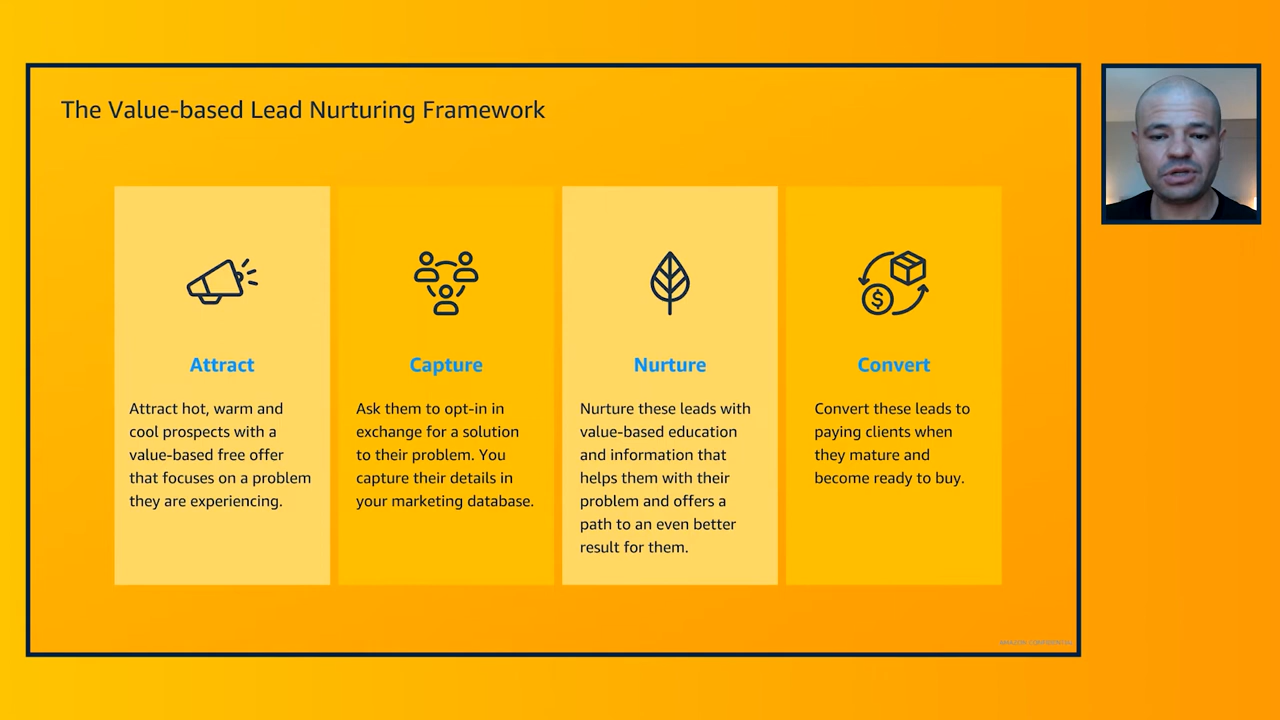 The Value-based Lead Nurturing Framework
Attract
Attract hot, warm and
cool prospects with a
value-based free offer
that focuses on a problem
they are experiencing.
Capture
Ask them to opt-in in
exchange for a solution
to their problem. You
capture their details in
your marketing database.
Nurture
Nurture these leads with
value-based education
and information that
helps them with their
problem and offers a
path to an even better
result for them.
Convert
Convert these leads to
paying clients when
they mature and
become ready to buy.
$
AMAZON CONFIDENTIAL